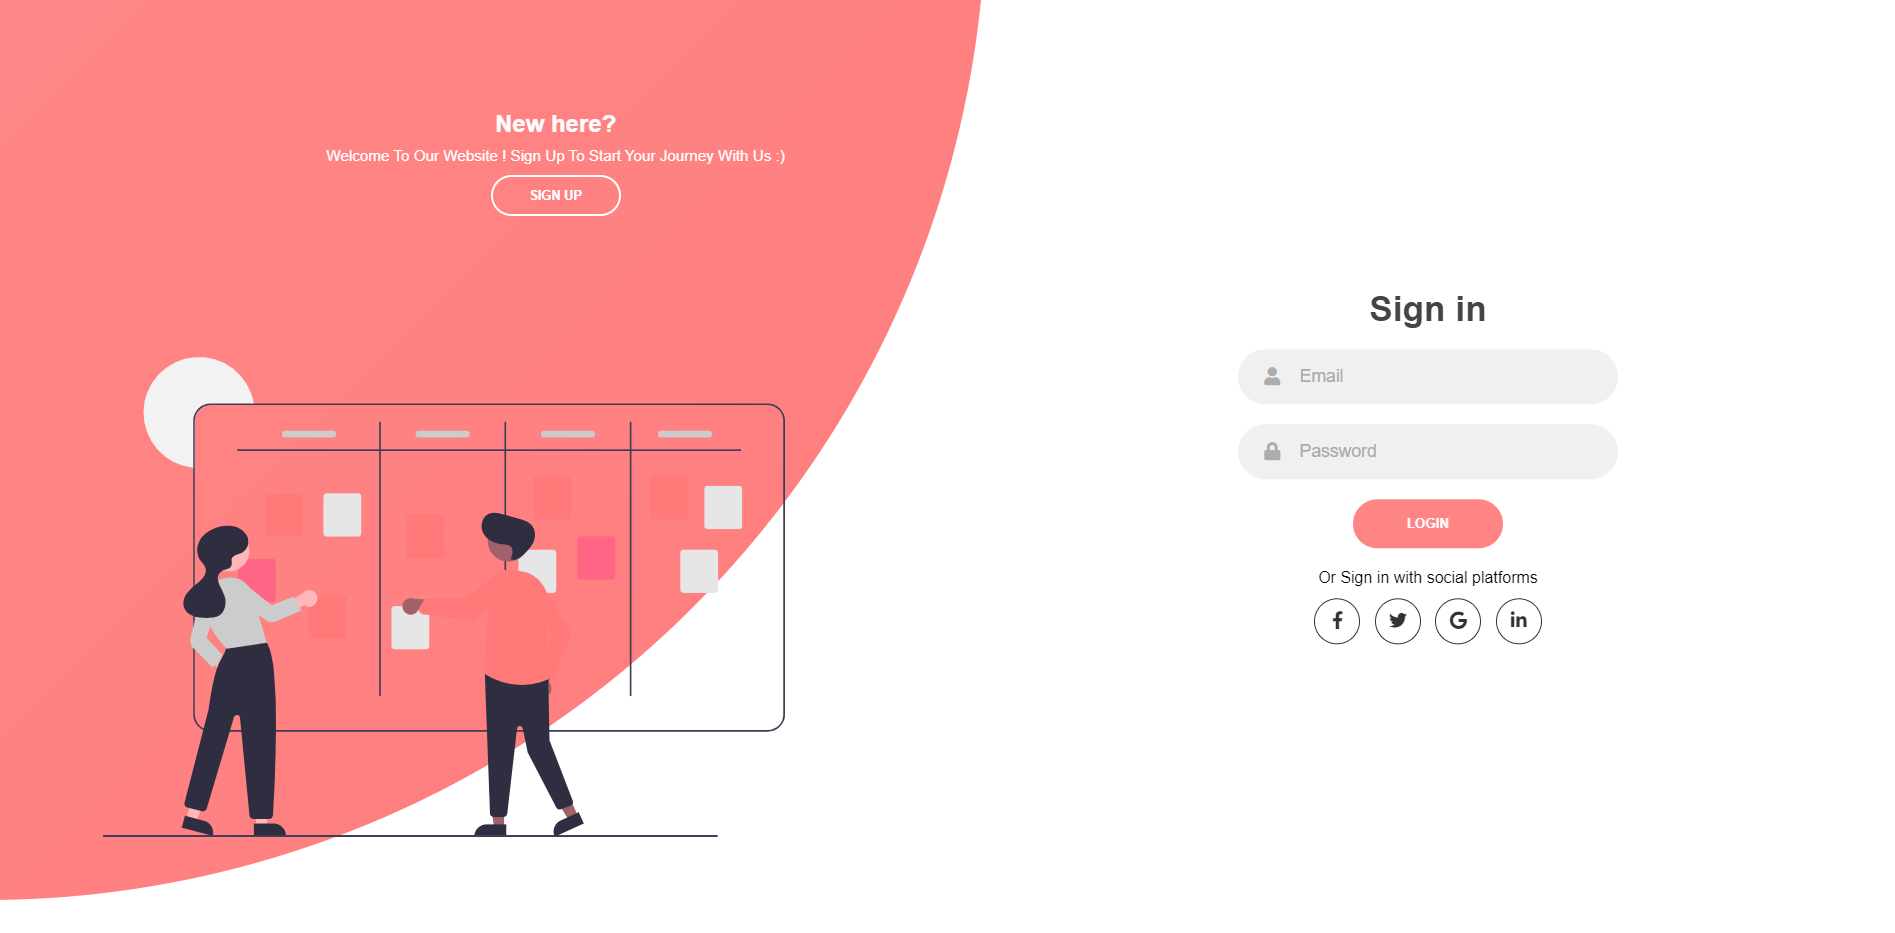 New here?
Welcome To Our Website ! Sign Up To Start Your Journey With Us :)
SIGN UP
Sign in
Email
Password
LOGIN
Or Sign in with social platforms